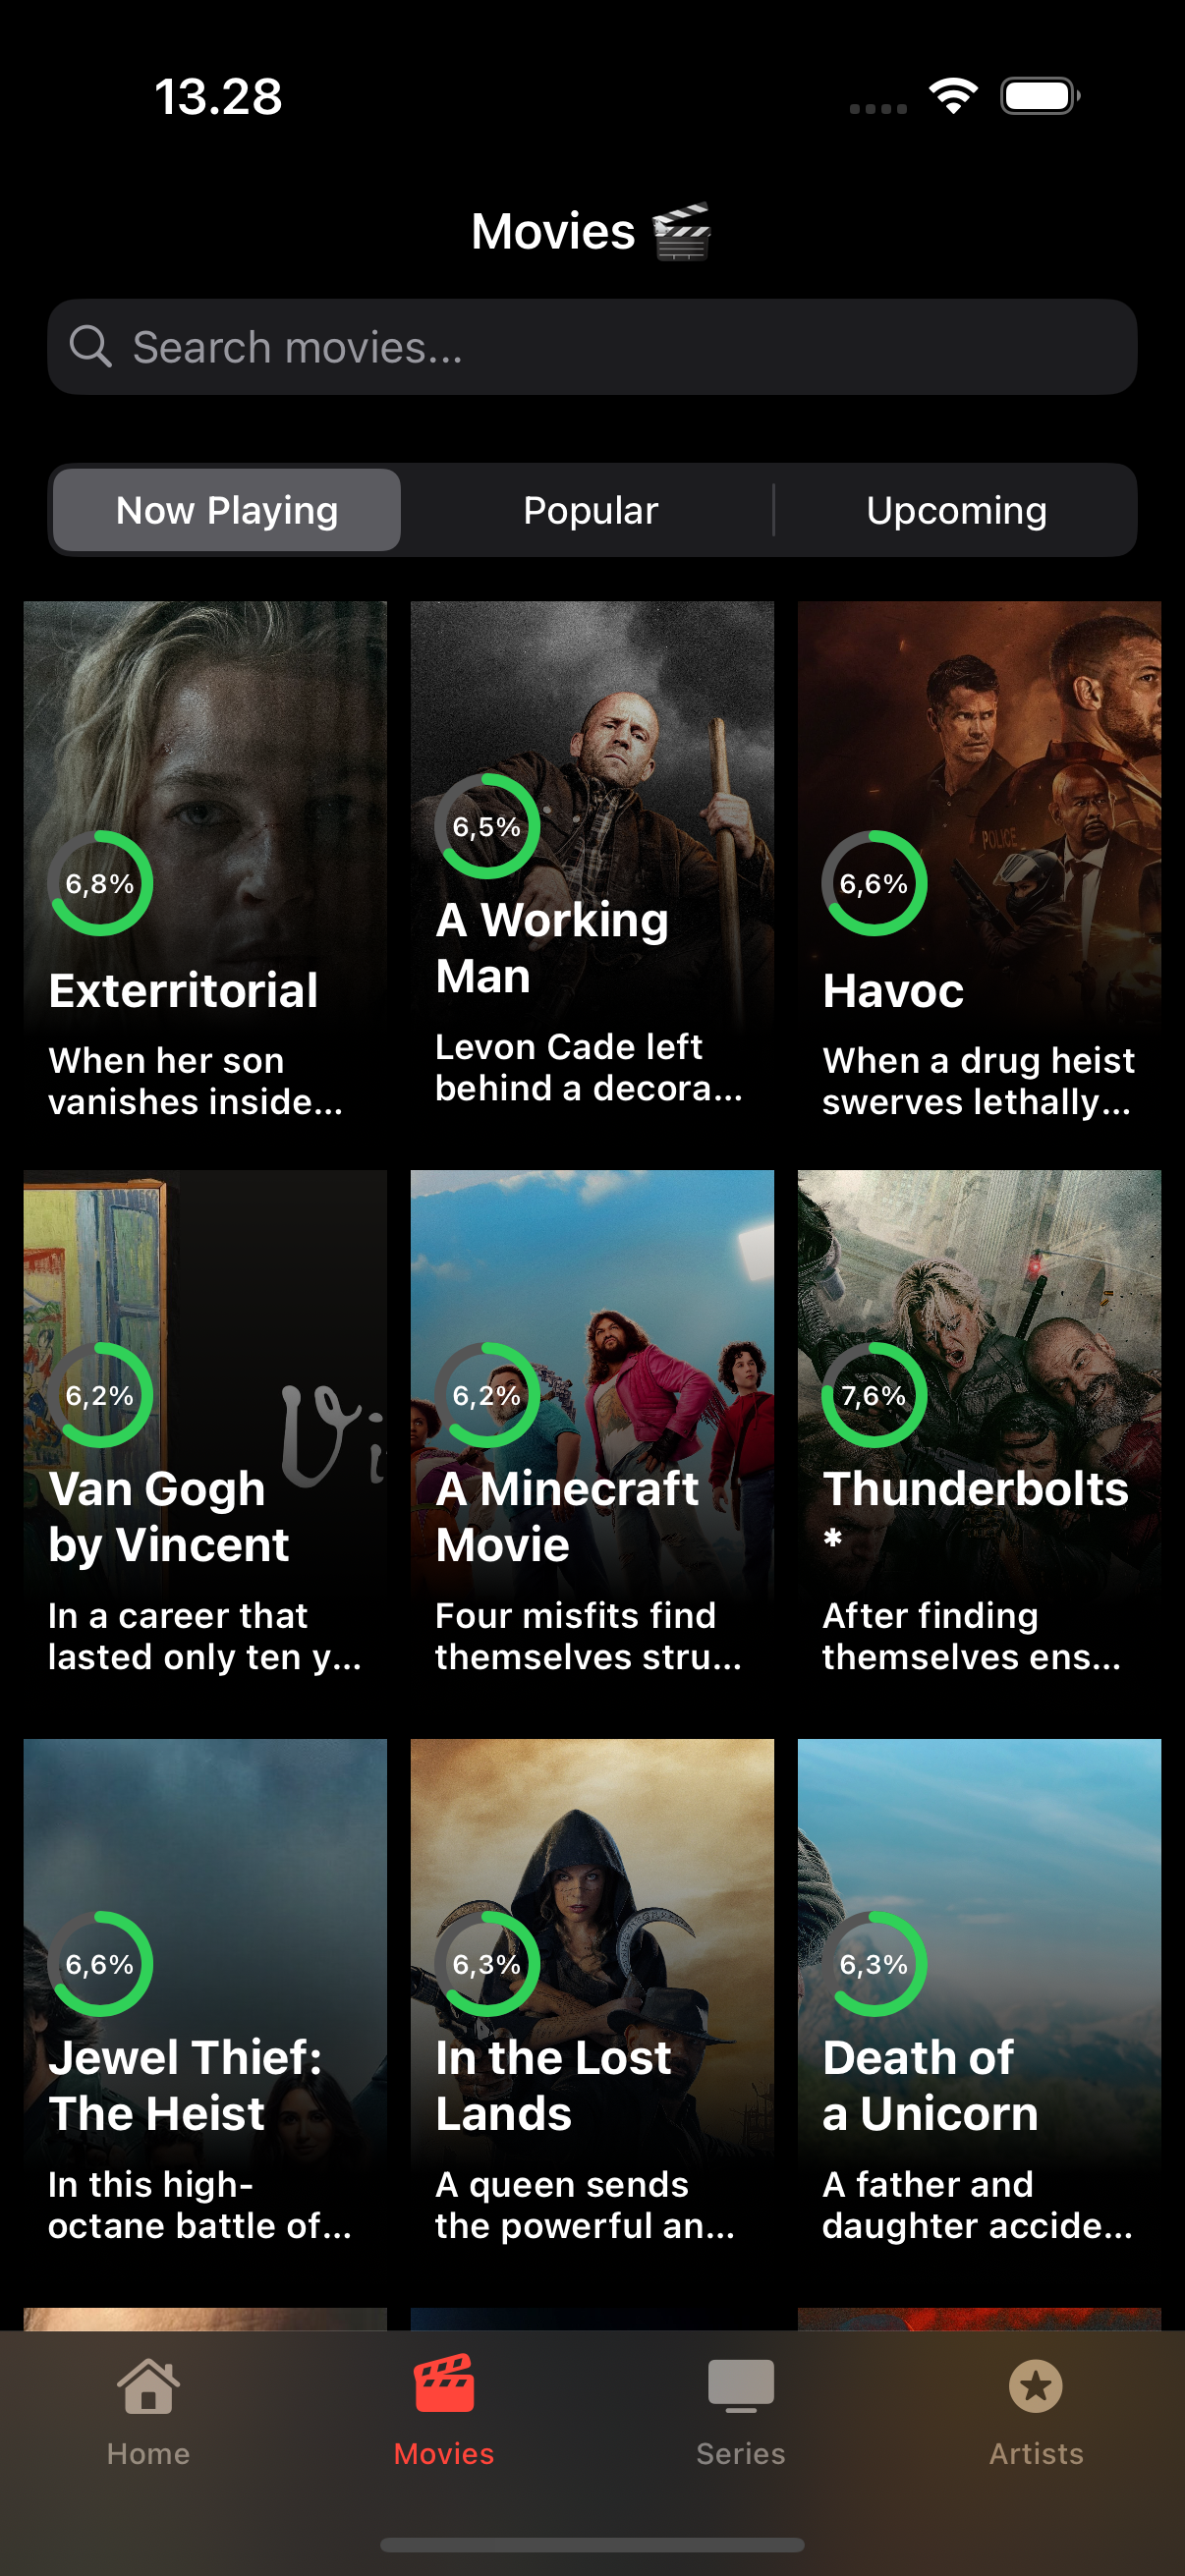 13.28
Movies 🎬
Search movies...
Now Playing
Popular
Upcoming
6,8%
Exterritorial
When her son
vanishes inside...
6,5%
A Working
Man
Levon Cade left
behind a decora...
POLICE
6,6%
Havoc
When a drug heist
swerves lethally...
Vi
6,2%
Van Gogh
by Vincent
In a career that
lasted only ten y...
6,2%
A Minecraft
Movie
Four misfits find
themselves stru...
7,6%
Thunderbolts
*
After finding
themselves ens...
6,6%
Jewel Thief:
The Heist
In this high-
octane battle of...
6,3%
In the Lost
Lands
A queen sends
the powerful an...
6,3%
Death of
a Unicorn
A father and
daughter accide...
Home
Movies
Series
Artists